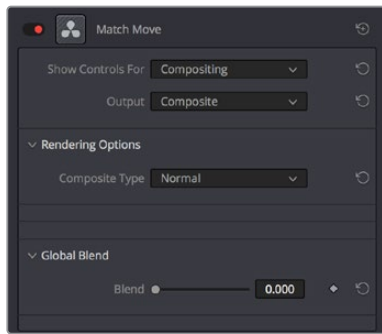 Match Move
Show Controls For Compositing
Output Composite
Rendering Options
Composite Type Normal
Global Blend
Blend 0.000